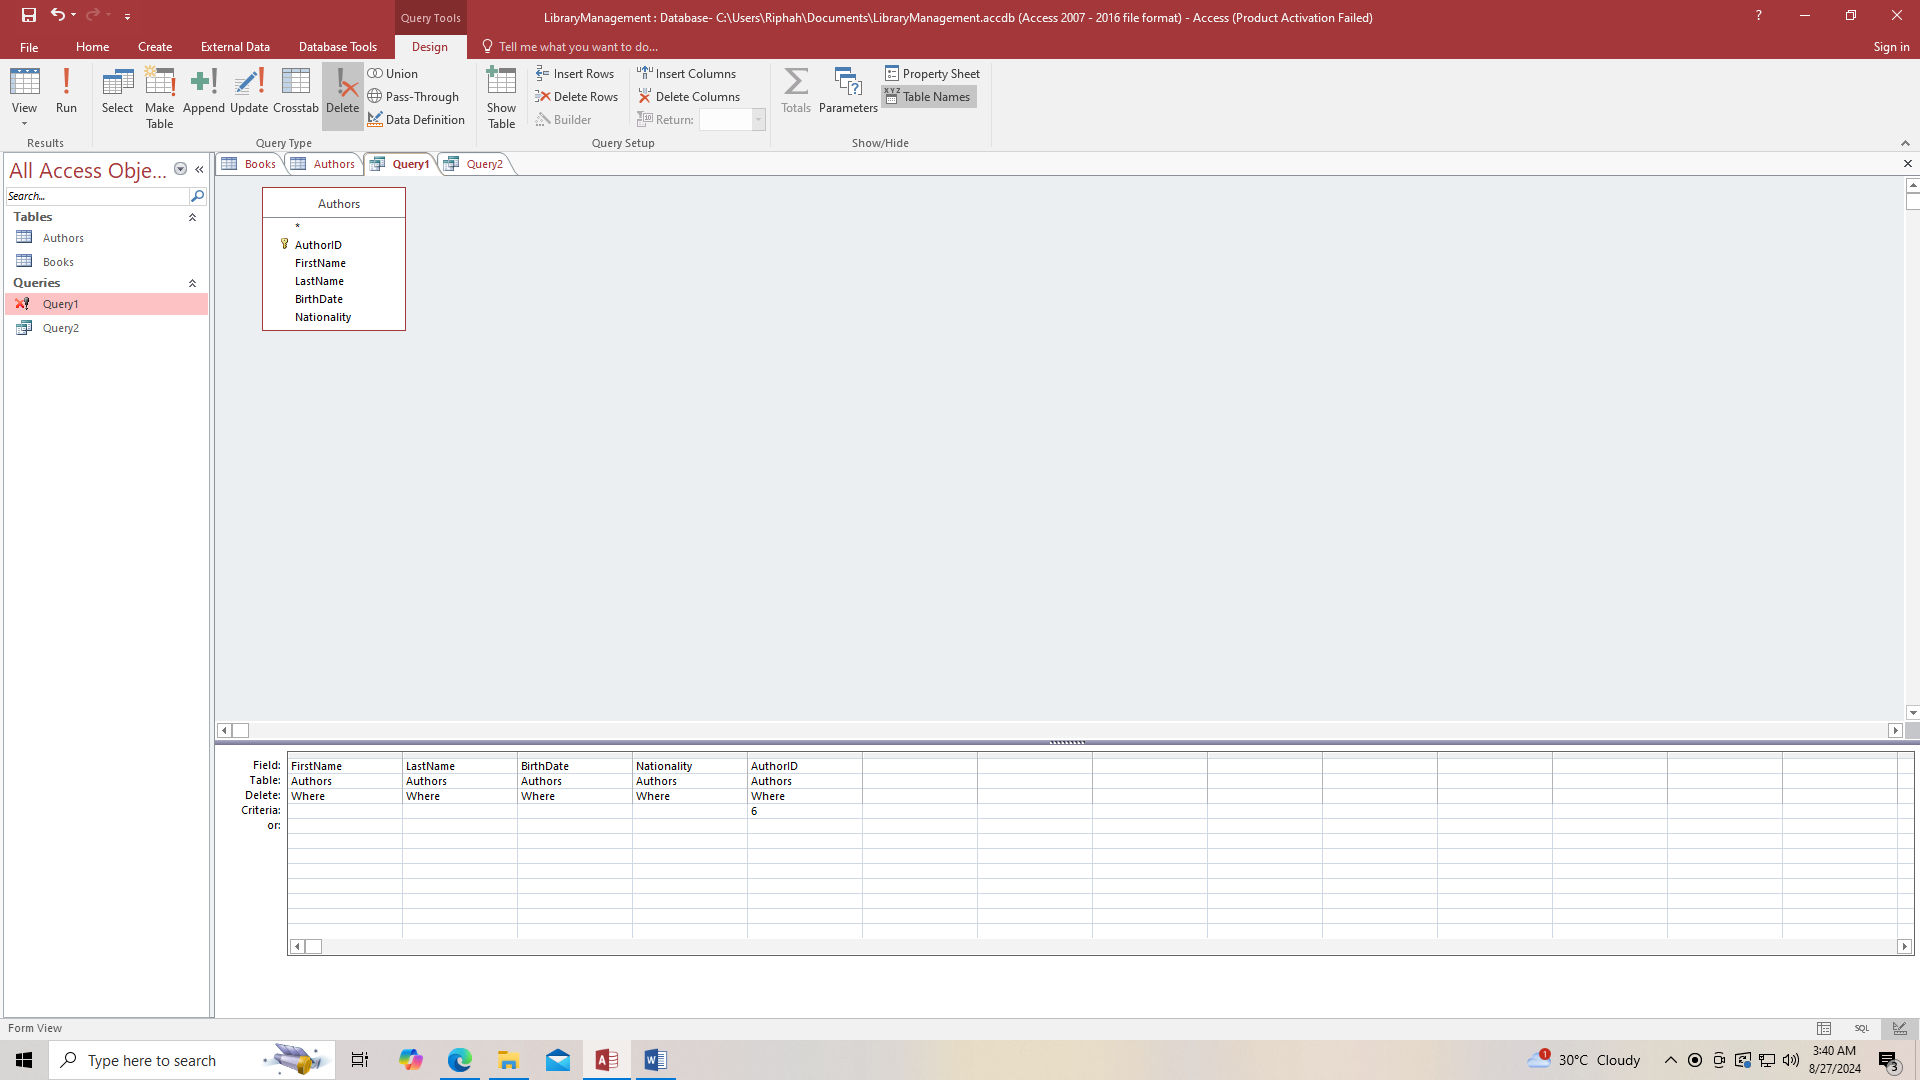 Query Tools
LibraryManagement : Database- C:\Users\Riphah\Documents\LibraryManagement.accdb (Access 2007 - 2016 file format) - Access (Product Activation Failed)
?
File Home Create External Data Database Tools Design Tell me what you want to do... Sign in
View
Run
Results
Select
Make Table
Append
Update
Crosstab
Delete
Union
Pass-Through
Data Definition
Query Type
Show Table
Insert Rows
Delete Rows
Builder
Insert Columns
Delete Columns
Return:
Query Setup
Totals
Parameters
Property Sheet
XYZ Table Names
Show/Hide
All Access Obje...
Search...
Tables
Authors
Books
Queries
Query1
Query2
Books Authors Query1 Query2
Authors
*
AuthorID
FirstName
LastName
BirthDate
Nationality
Field: FirstName LastName BirthDate Nationality AuthorID
Table: Authors Authors Authors Authors Authors
Delete: Where Where Where Where Where
Criteria: 6
or:
Form View
SQL
Type here to search
1
30°C Cloudy
3:40 AM
8/27/2024
3